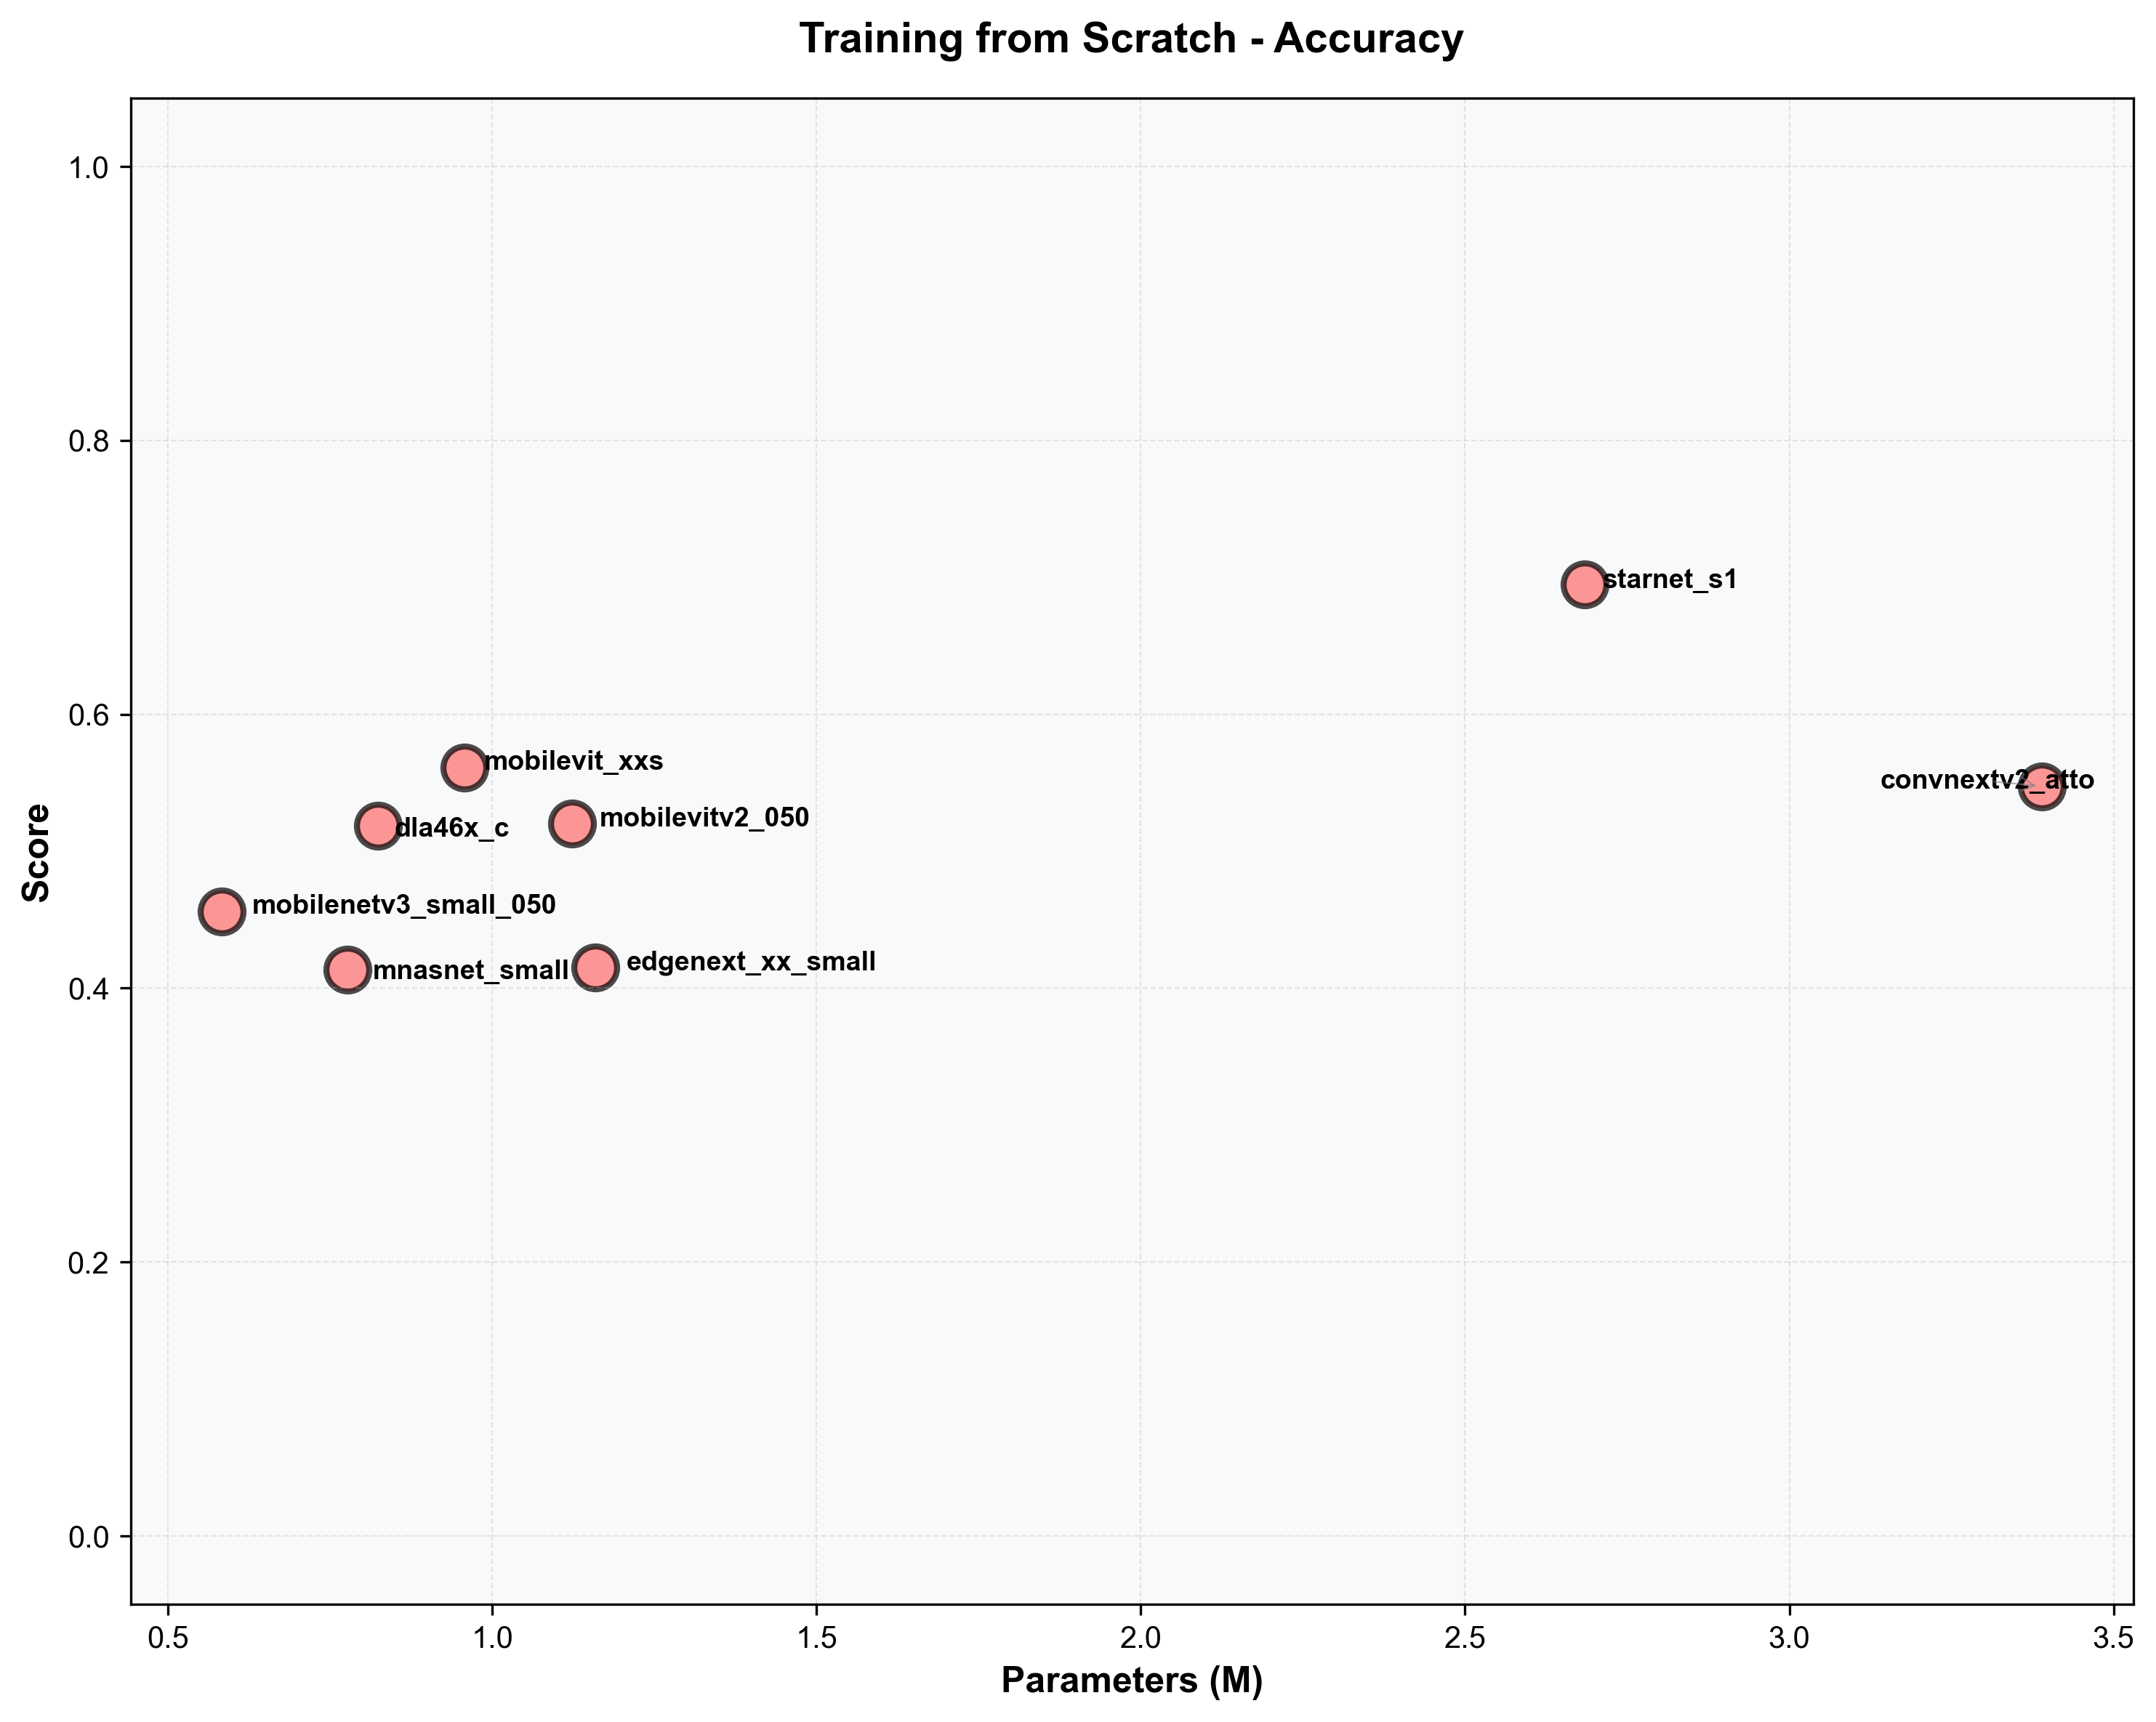 Training from Scratch - Accuracy
Score
1.0
0.8
0.6
0.4
0.2
0.0
starnet_s1
mobilevit_xxs
convnextv2_atto
mobilevitv2_050
dla46x_c
mobilenetv3_small_050
edgenext_xx_small
mnasnet_small
0.5 1.0 1.5 2.0 2.5 3.0 3.5
Parameters (M)